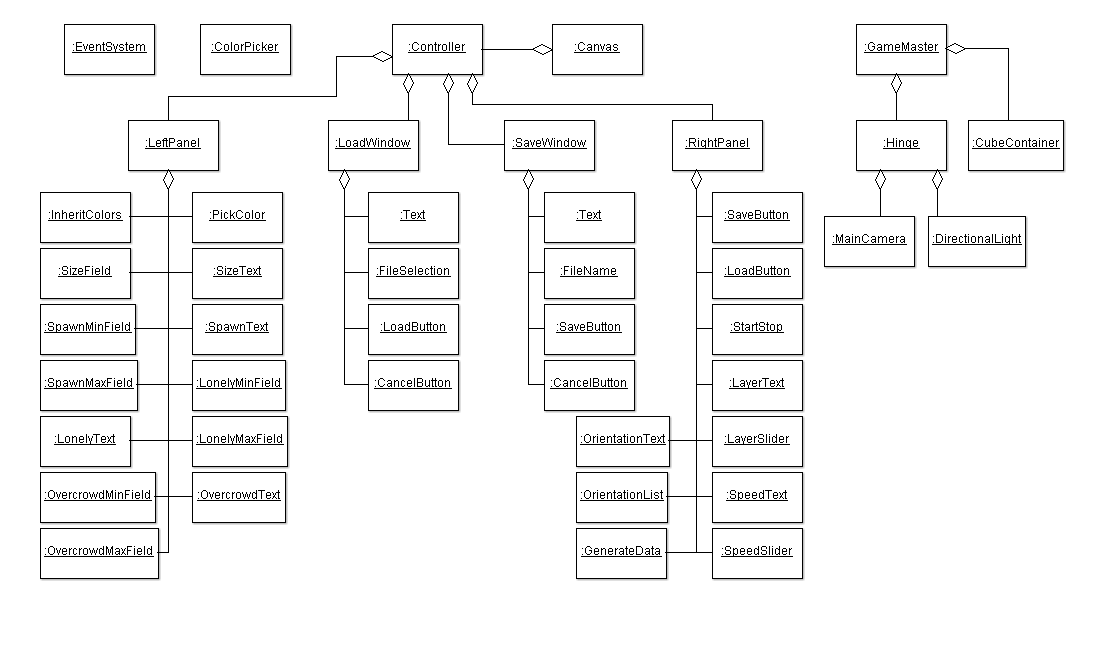 :EventSystem
:ColorPicker
:Controller
:Canvas
:GameMaster
:LeftPanel
:LoadWindow
:SaveWindow
:RightPanel
:Hinge
:CubeContainer
:InheritColors
:PickColor
:Text
:Text
:SaveButton
:MainCamera
:DirectionalLight
:SizeField
:SizeText
:FileSelection
:FileName
:LoadButton
:SpawnMinField
:SpawnText
:LoadButton
:SaveButton
:StartStop
:SpawnMaxField
:LonelyMinField
:CancelButton
:CancelButton
:LayerText
:LonelyText
:LonelyMaxField
:OrientationText
:LayerSlider
:OvercrowdMinField
:OvercrowdText
:OrientationList
:SpeedText
:OvercrowdMaxField
:GenerateData
:SpeedSlider